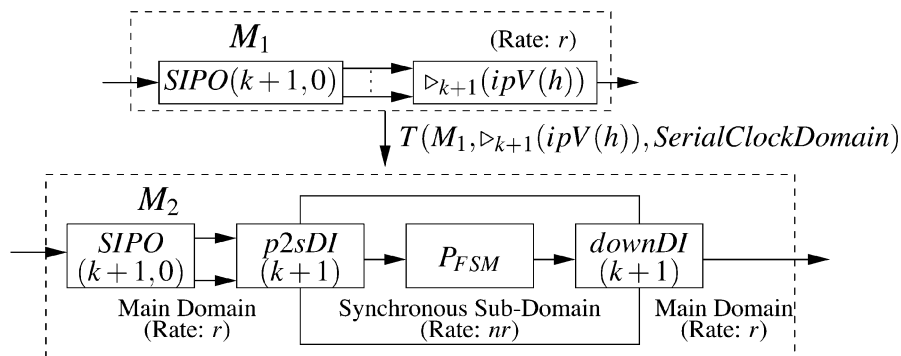 M₁ (Rate: r)
SIPO(k+1,0) ▷ₖ₊₁(ipV(h))
T(M₁,▷ₖ₊₁(ipV(h)),SerialClockDomain)
M₂
SIPO p2sDI P_FSM downDI
(k+1,0) (k+1) (k+1)
Main Domain Synchronous Sub-Domain Main Domain
(Rate: r) (Rate: nr) (Rate: r)